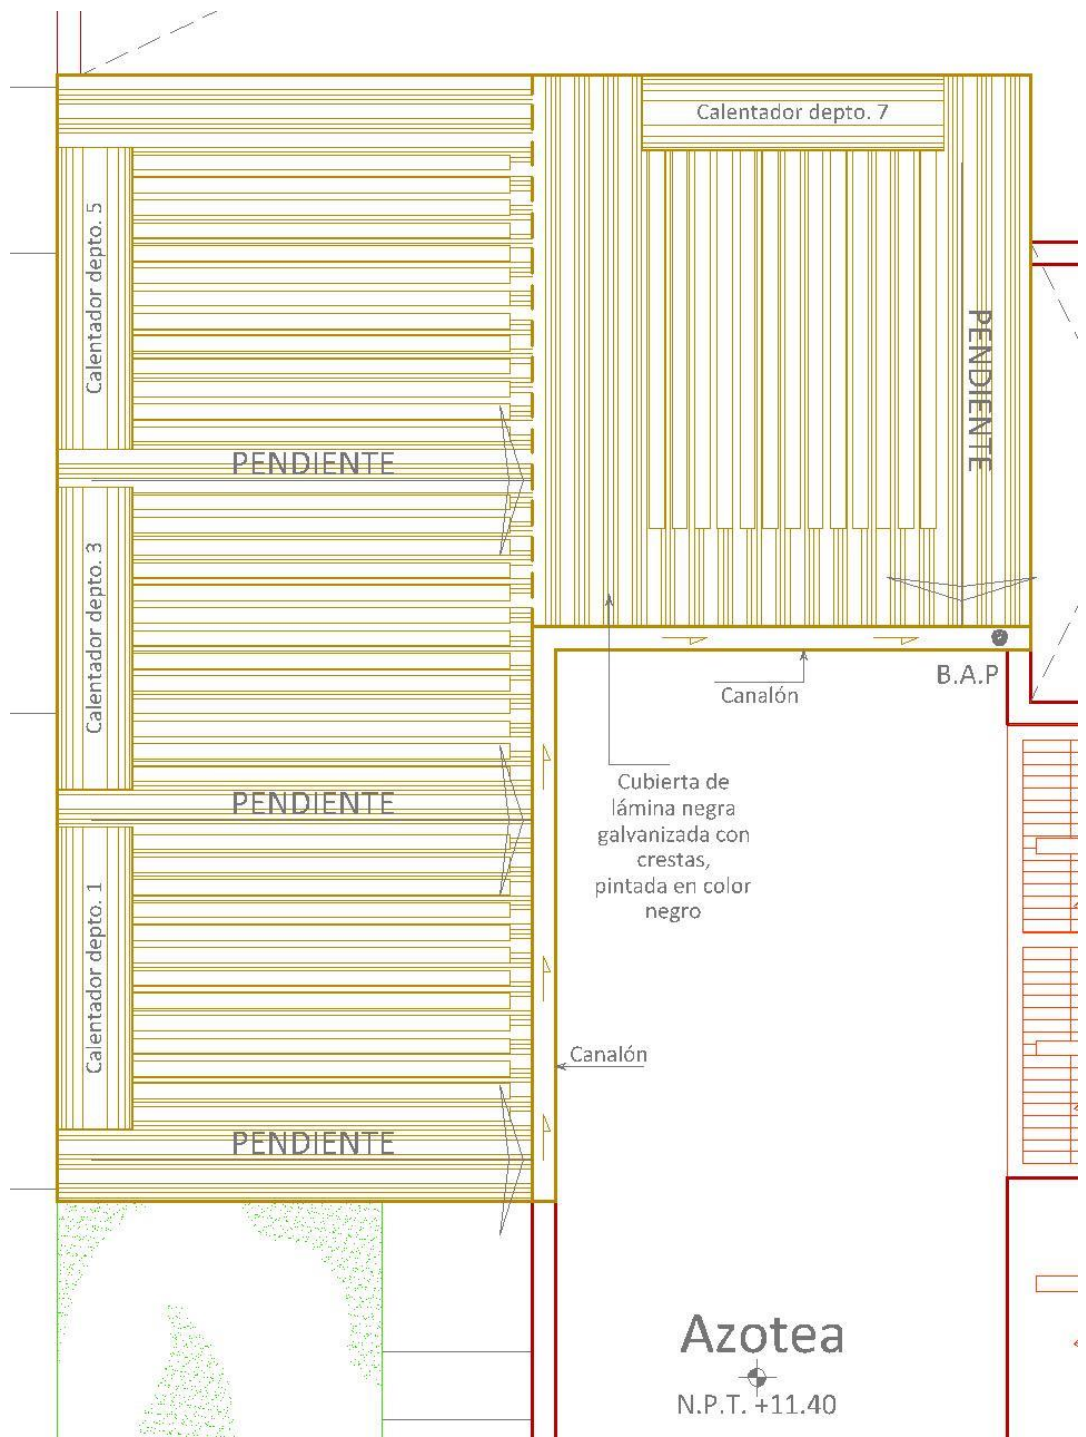 Calentador depto. 7
Calentador depto. 5
PENDIENTE
PENDIENTE
Calentador depto. 3
B.A.P
Canalón
Cubierta de
lámina negra
galvanizada con
crestas,
pintada en color
negro
PENDIENTE
Calentador depto. 1
Canalón
PENDIENTE
Azotea
N.P.T. +11.40